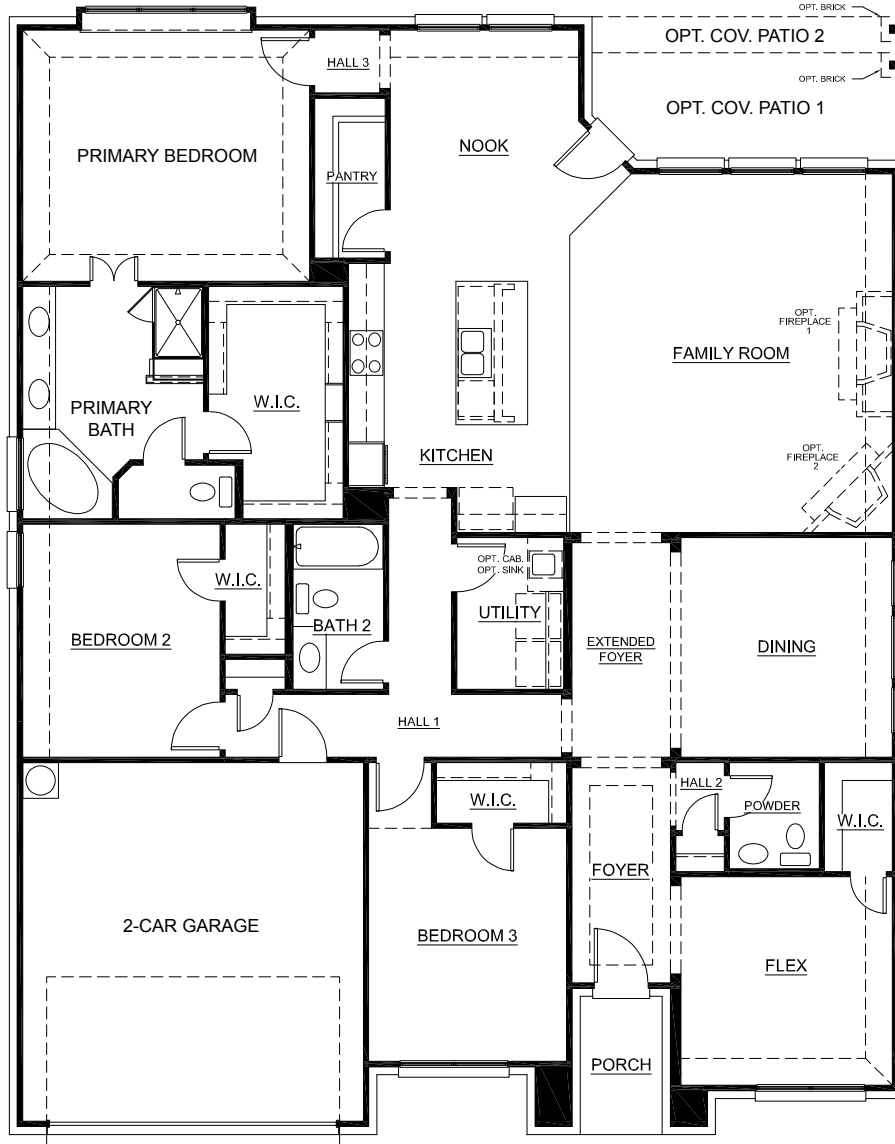 OPT. BRICK
OPT. COV. PATIO 2
HALL 3
OPT. BRICK
OPT. COV. PATIO 1
NOOK
PRIMARY BEDROOM
PANTRY
OPT.
FIREPLACE
1
FAMILY ROOM
W.I.C.
PRIMARY
BATH
KITCHEN
OPT.
FIREPLACE
2
OPT. CAB.
OPT. SINK
W.I.C.
UTILITY
BATH 2
BEDROOM 2
EXTENDED
FOYER
DINING
HALL 1
HALL 2
W.I.C.
POWDER
W.I.C.
FOYER
2-CAR GARAGE
BEDROOM 3
FLEX
PORCH